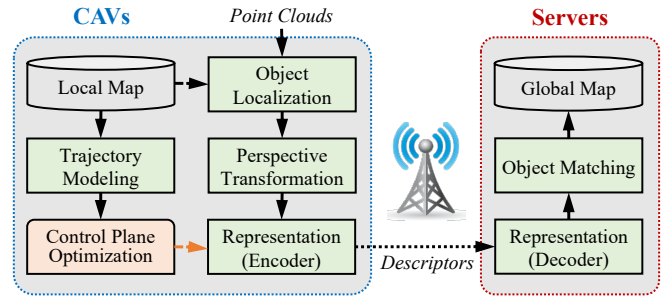 CAVs
Point Clouds
Servers
Local Map
Object
Localization
Global Map
Trajectory
Modeling
Perspective
Transformation
Object Matching
Control Plane
Optimization
Representation
(Encoder)
Descriptors
Representation
(Decoder)